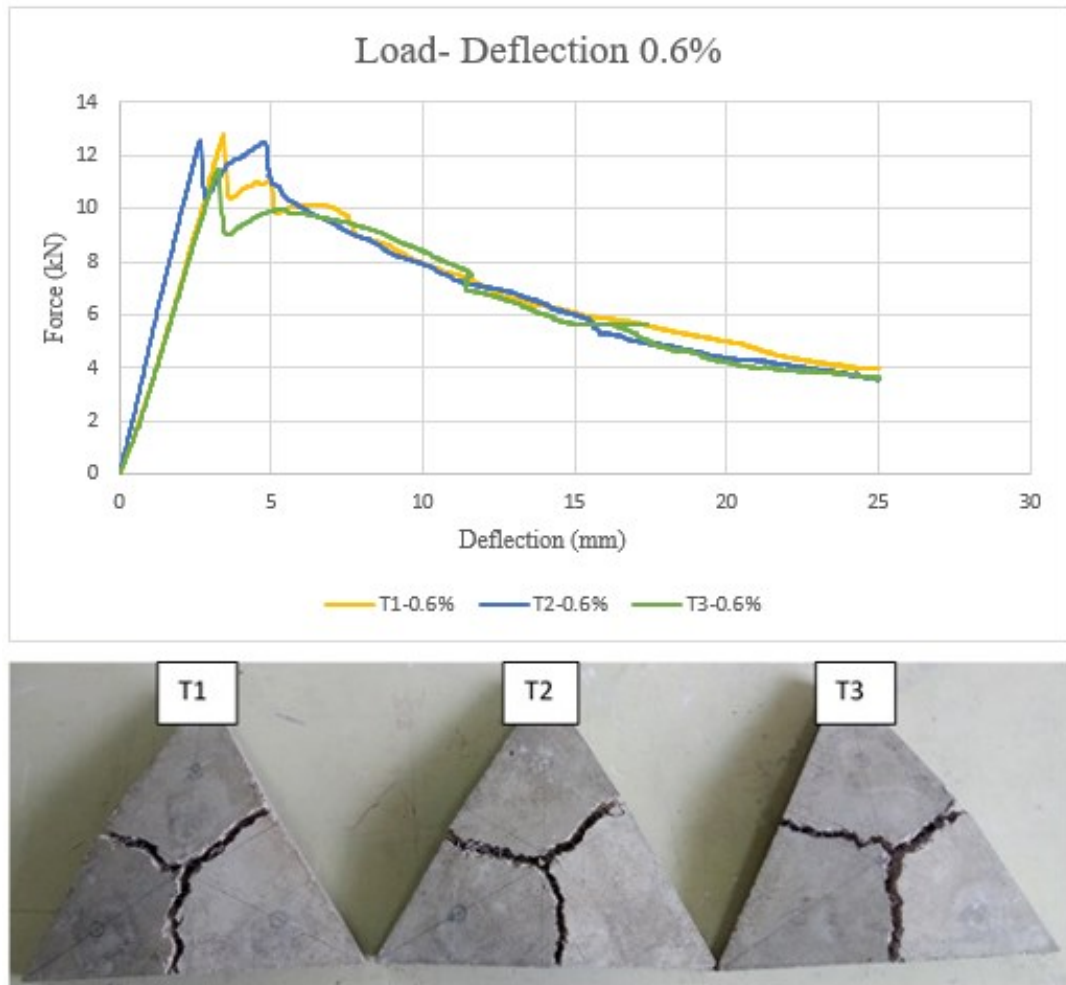 Load- Deflection 0.6%
Force (kN)
14
12
10
8
6
4
2
0
0 5 10 15 20 25 30
Deflection (mm)
T1-0.6% T2-0.6% T3-0.6%
T1 T2 T3